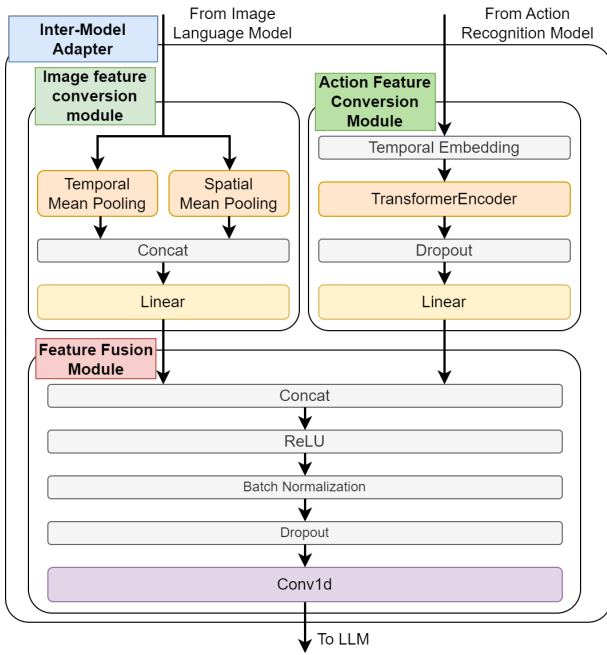 From Image
Language Model
From Action
Recognition Model
Inter-Model
Adapter
Image feature
conversion
module
Temporal
Mean Pooling
Spatial
Mean Pooling
Concat
Linear
Action Feature
Conversion
Module
Temporal Embedding
TransformerEncoder
Dropout
Linear
Feature Fusion
Module
Concat
ReLU
Batch Normalization
Dropout
Conv1d
To LLM